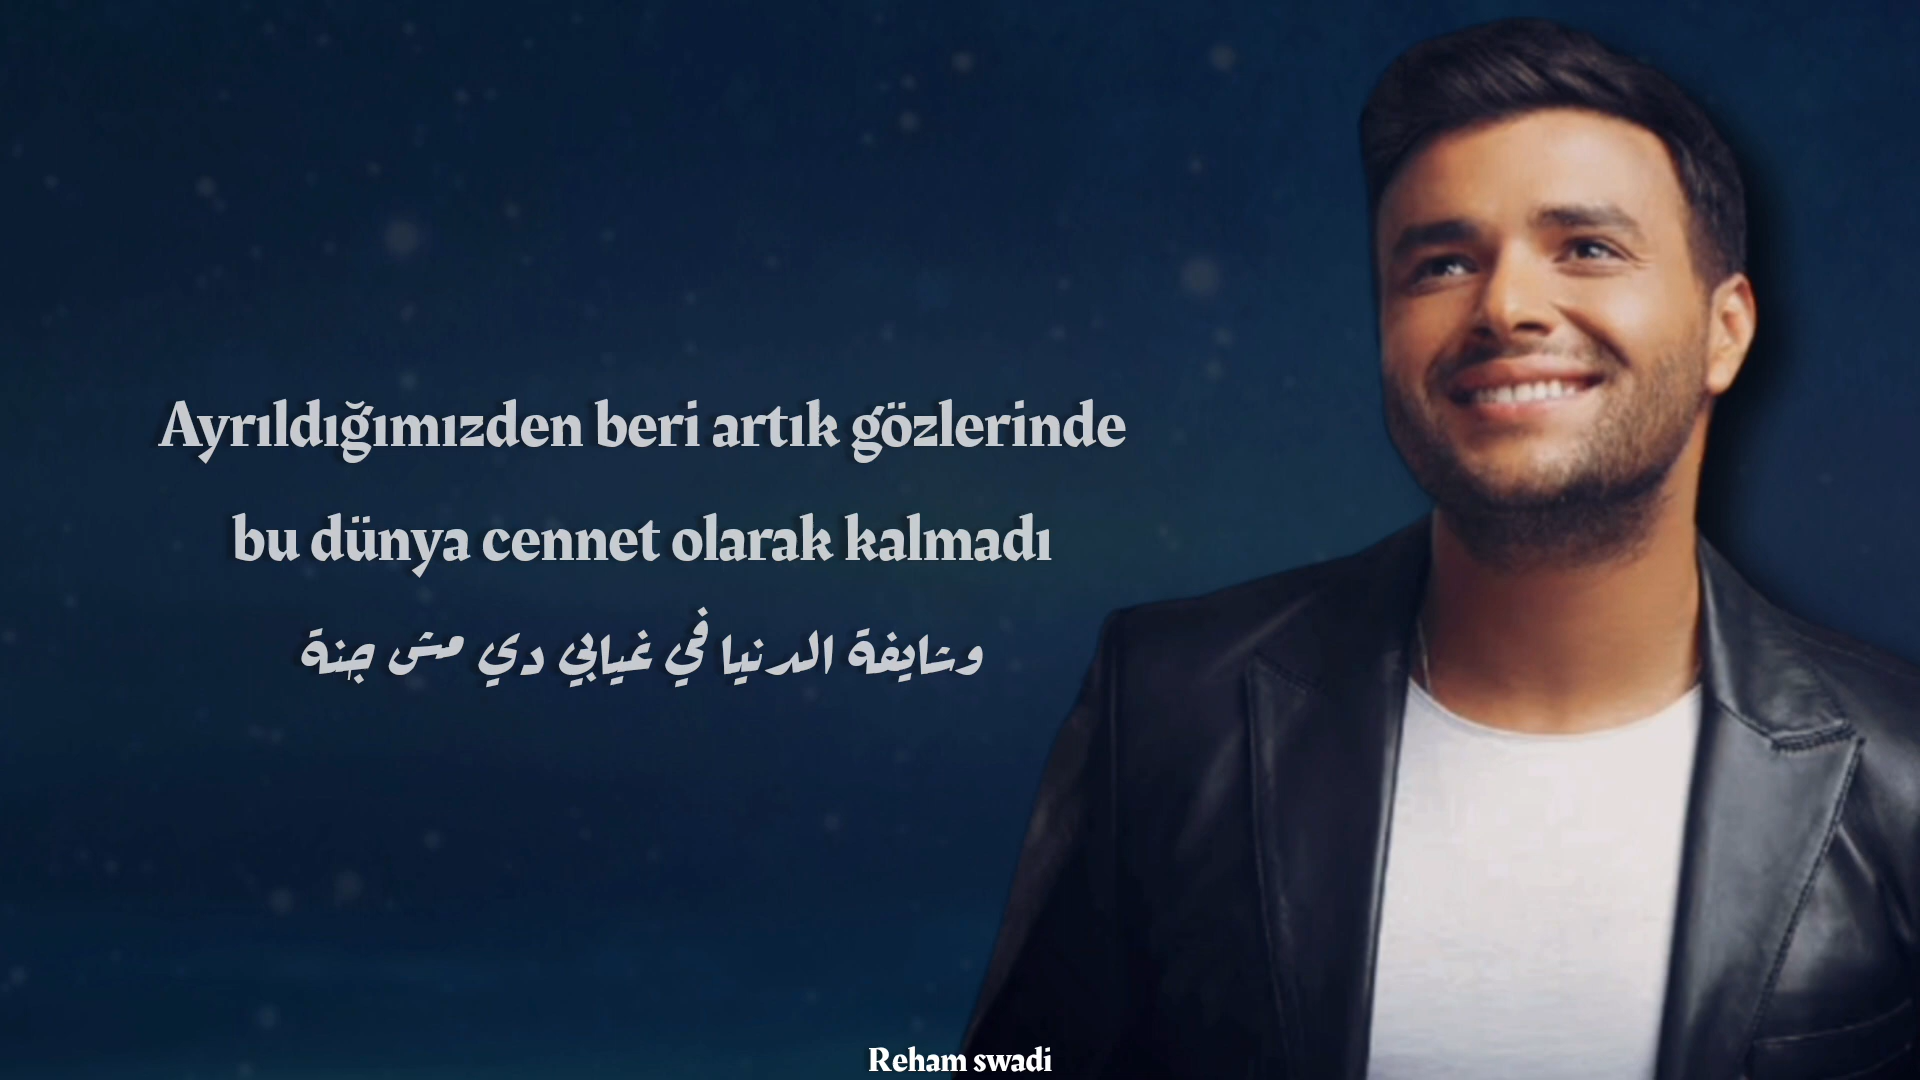 Ayrıldığımızden beri artık gözlerinde
bu dünya cennet olarak kalmadı
وشايفة الدنيا في غيابي دي مش جنة
Reham swadi